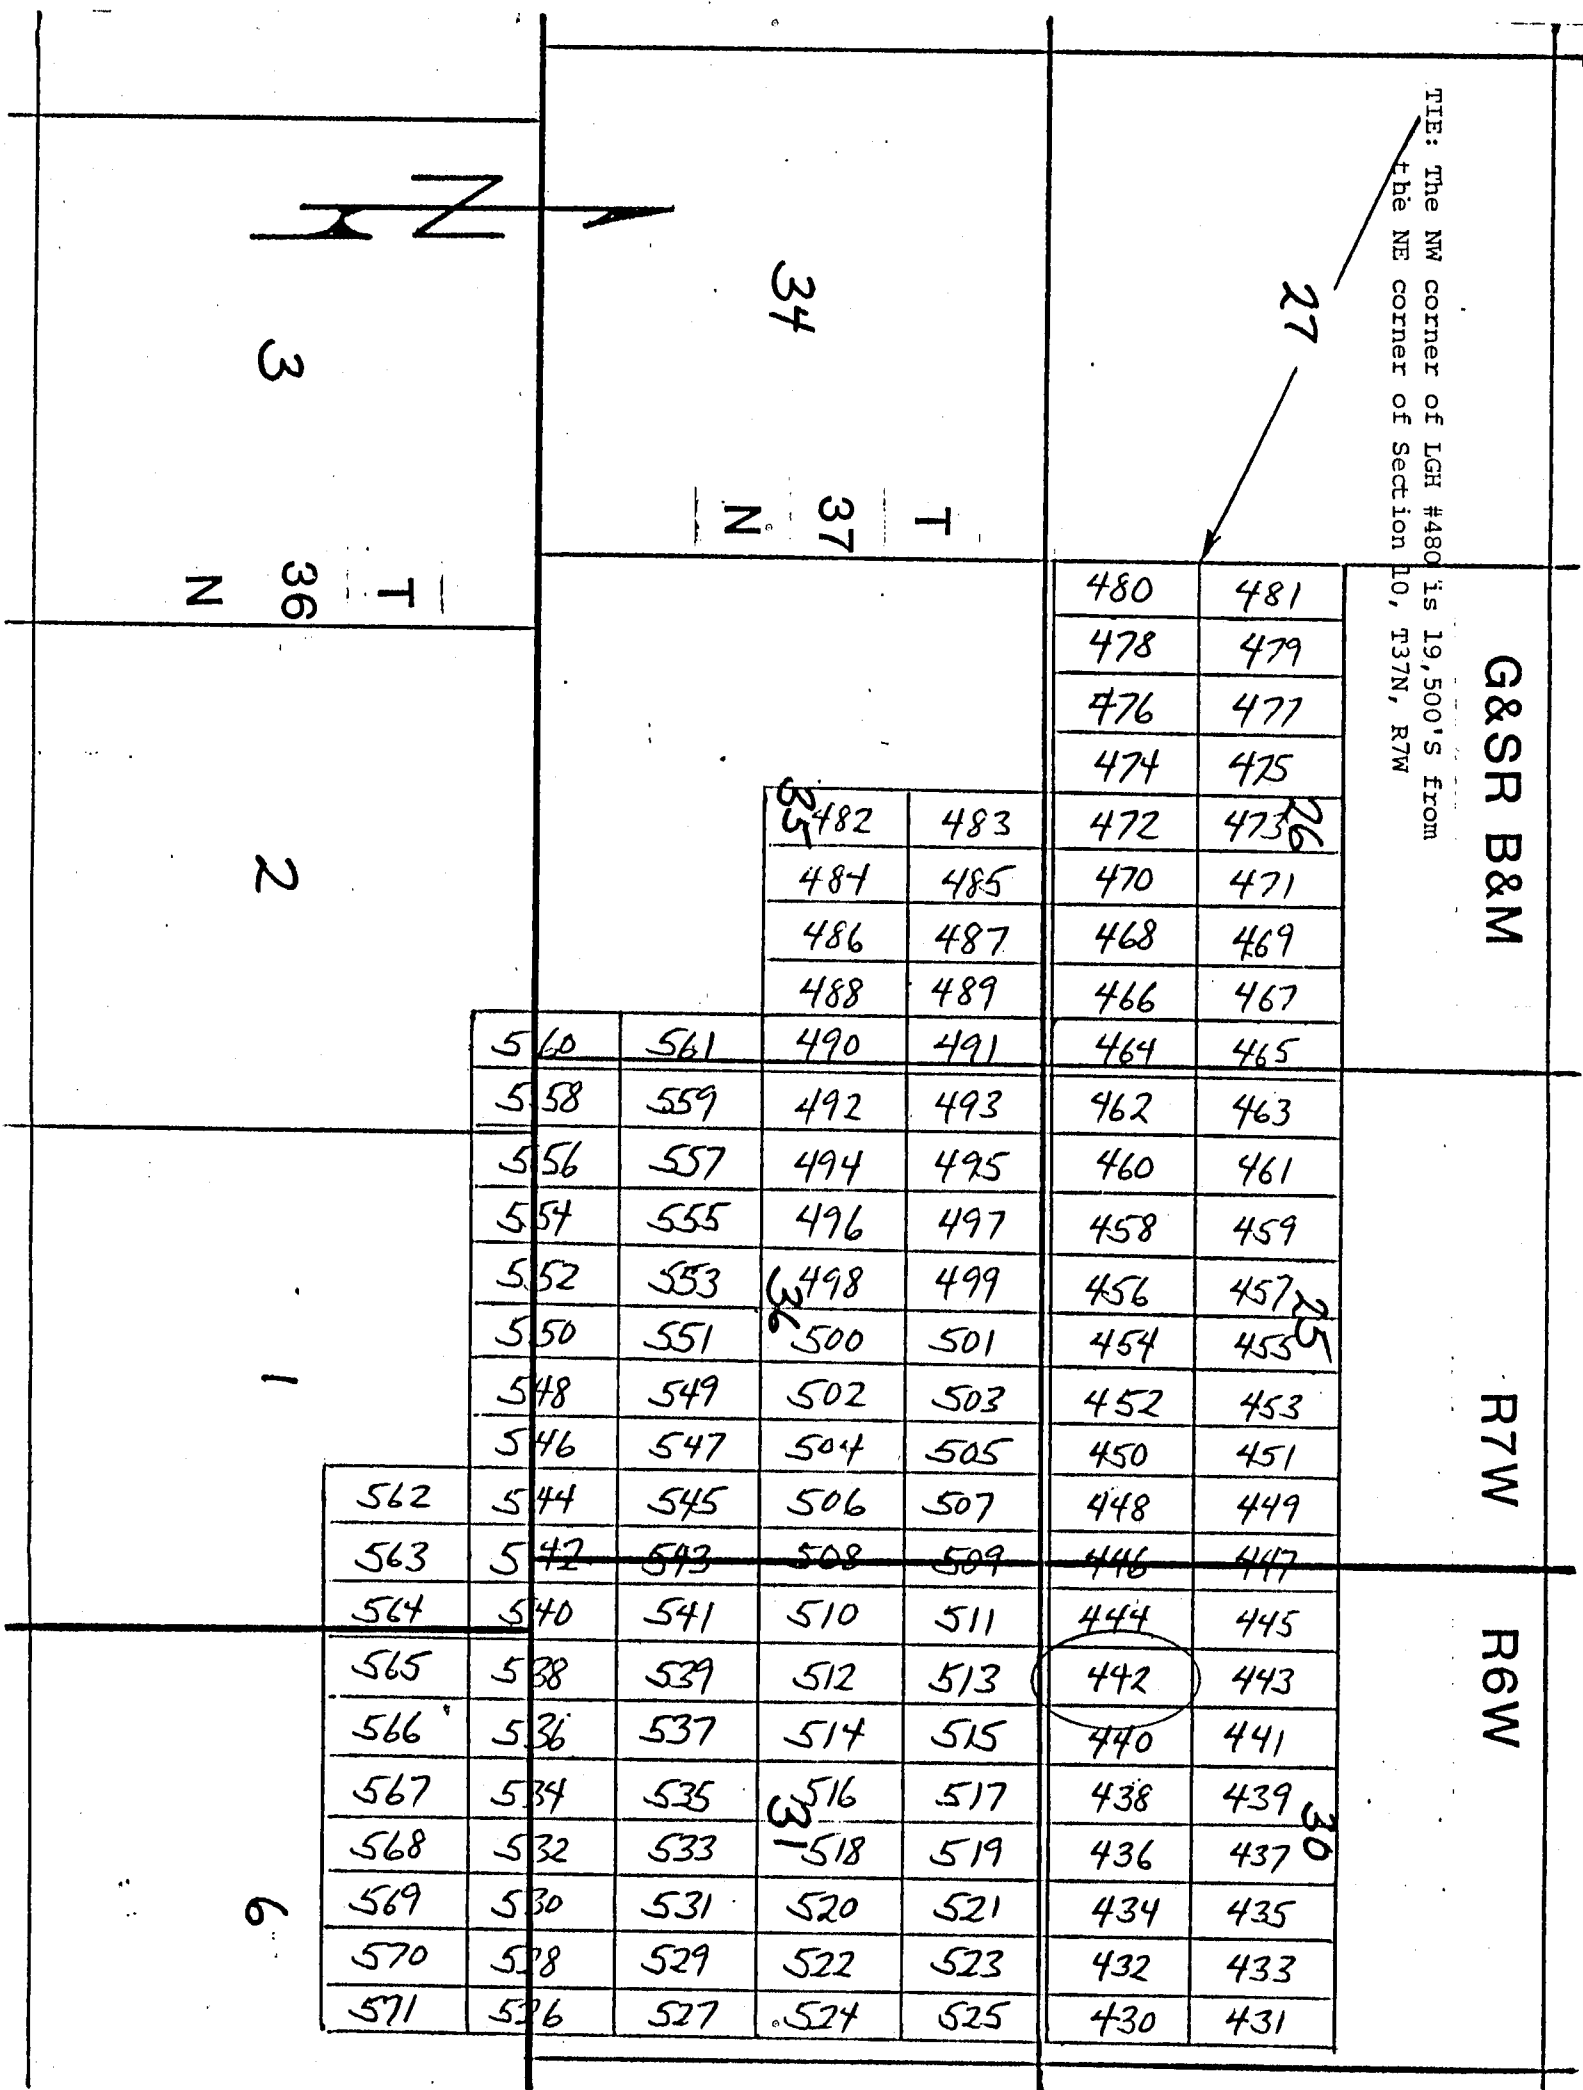 TIE: The NW corner of LGH #480 is 19,500'S from
the NE corner of Section 10, T37N, R7W
G&SR B&M
R7W
R6W
27
34
3
N
T
37
N
T
36
N
2
1
6
26
25
30
35
36
31
480 481
478 479
476 477
474 475
482 483 472 473
484 485 470 471
486 487 468 469
488 489 466 467
560 561 490 491 464 465
558 559 492 493 462 463
556 557 494 495 460 461
554 555 496 497 458 459
552 553 498 499 456 457
550 551 500 501 454 455
548 549 502 503 452 453
546 547 504 505 450 451
562 544 545 506 507 448 449
563 542 543 508 509 446 447
564 540 541 510 511 444 445
565 538 539 512 513 442 443
566 536 537 514 515 440 441
567 534 535 516 517 438 439
568 532 533 518 519 436 437
569 530 531 520 521 434 435
570 528 529 522 523 432 433
571 526 527 524 525 430 431